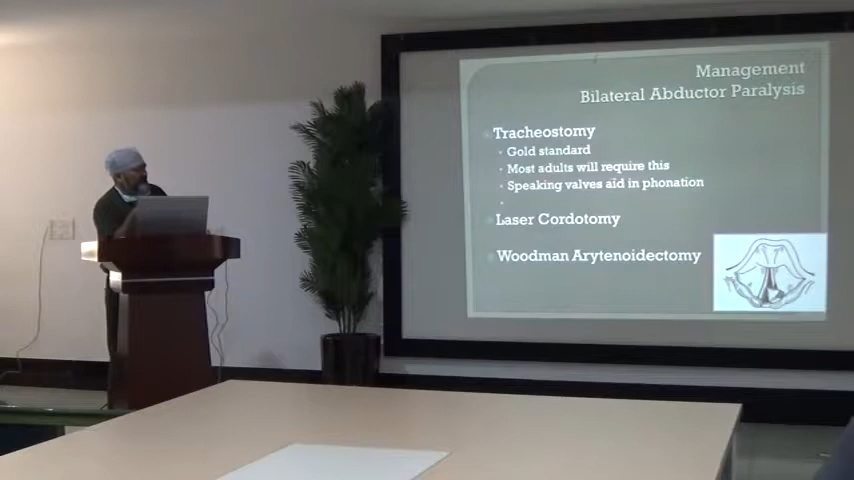 Management
Bilateral Abductor Paralysis
Tracheostomy
Gold standard
Most adults will require this
Speaking valves aid in phonation
Laser Cordotomy
Woodman Arytenoidectomy